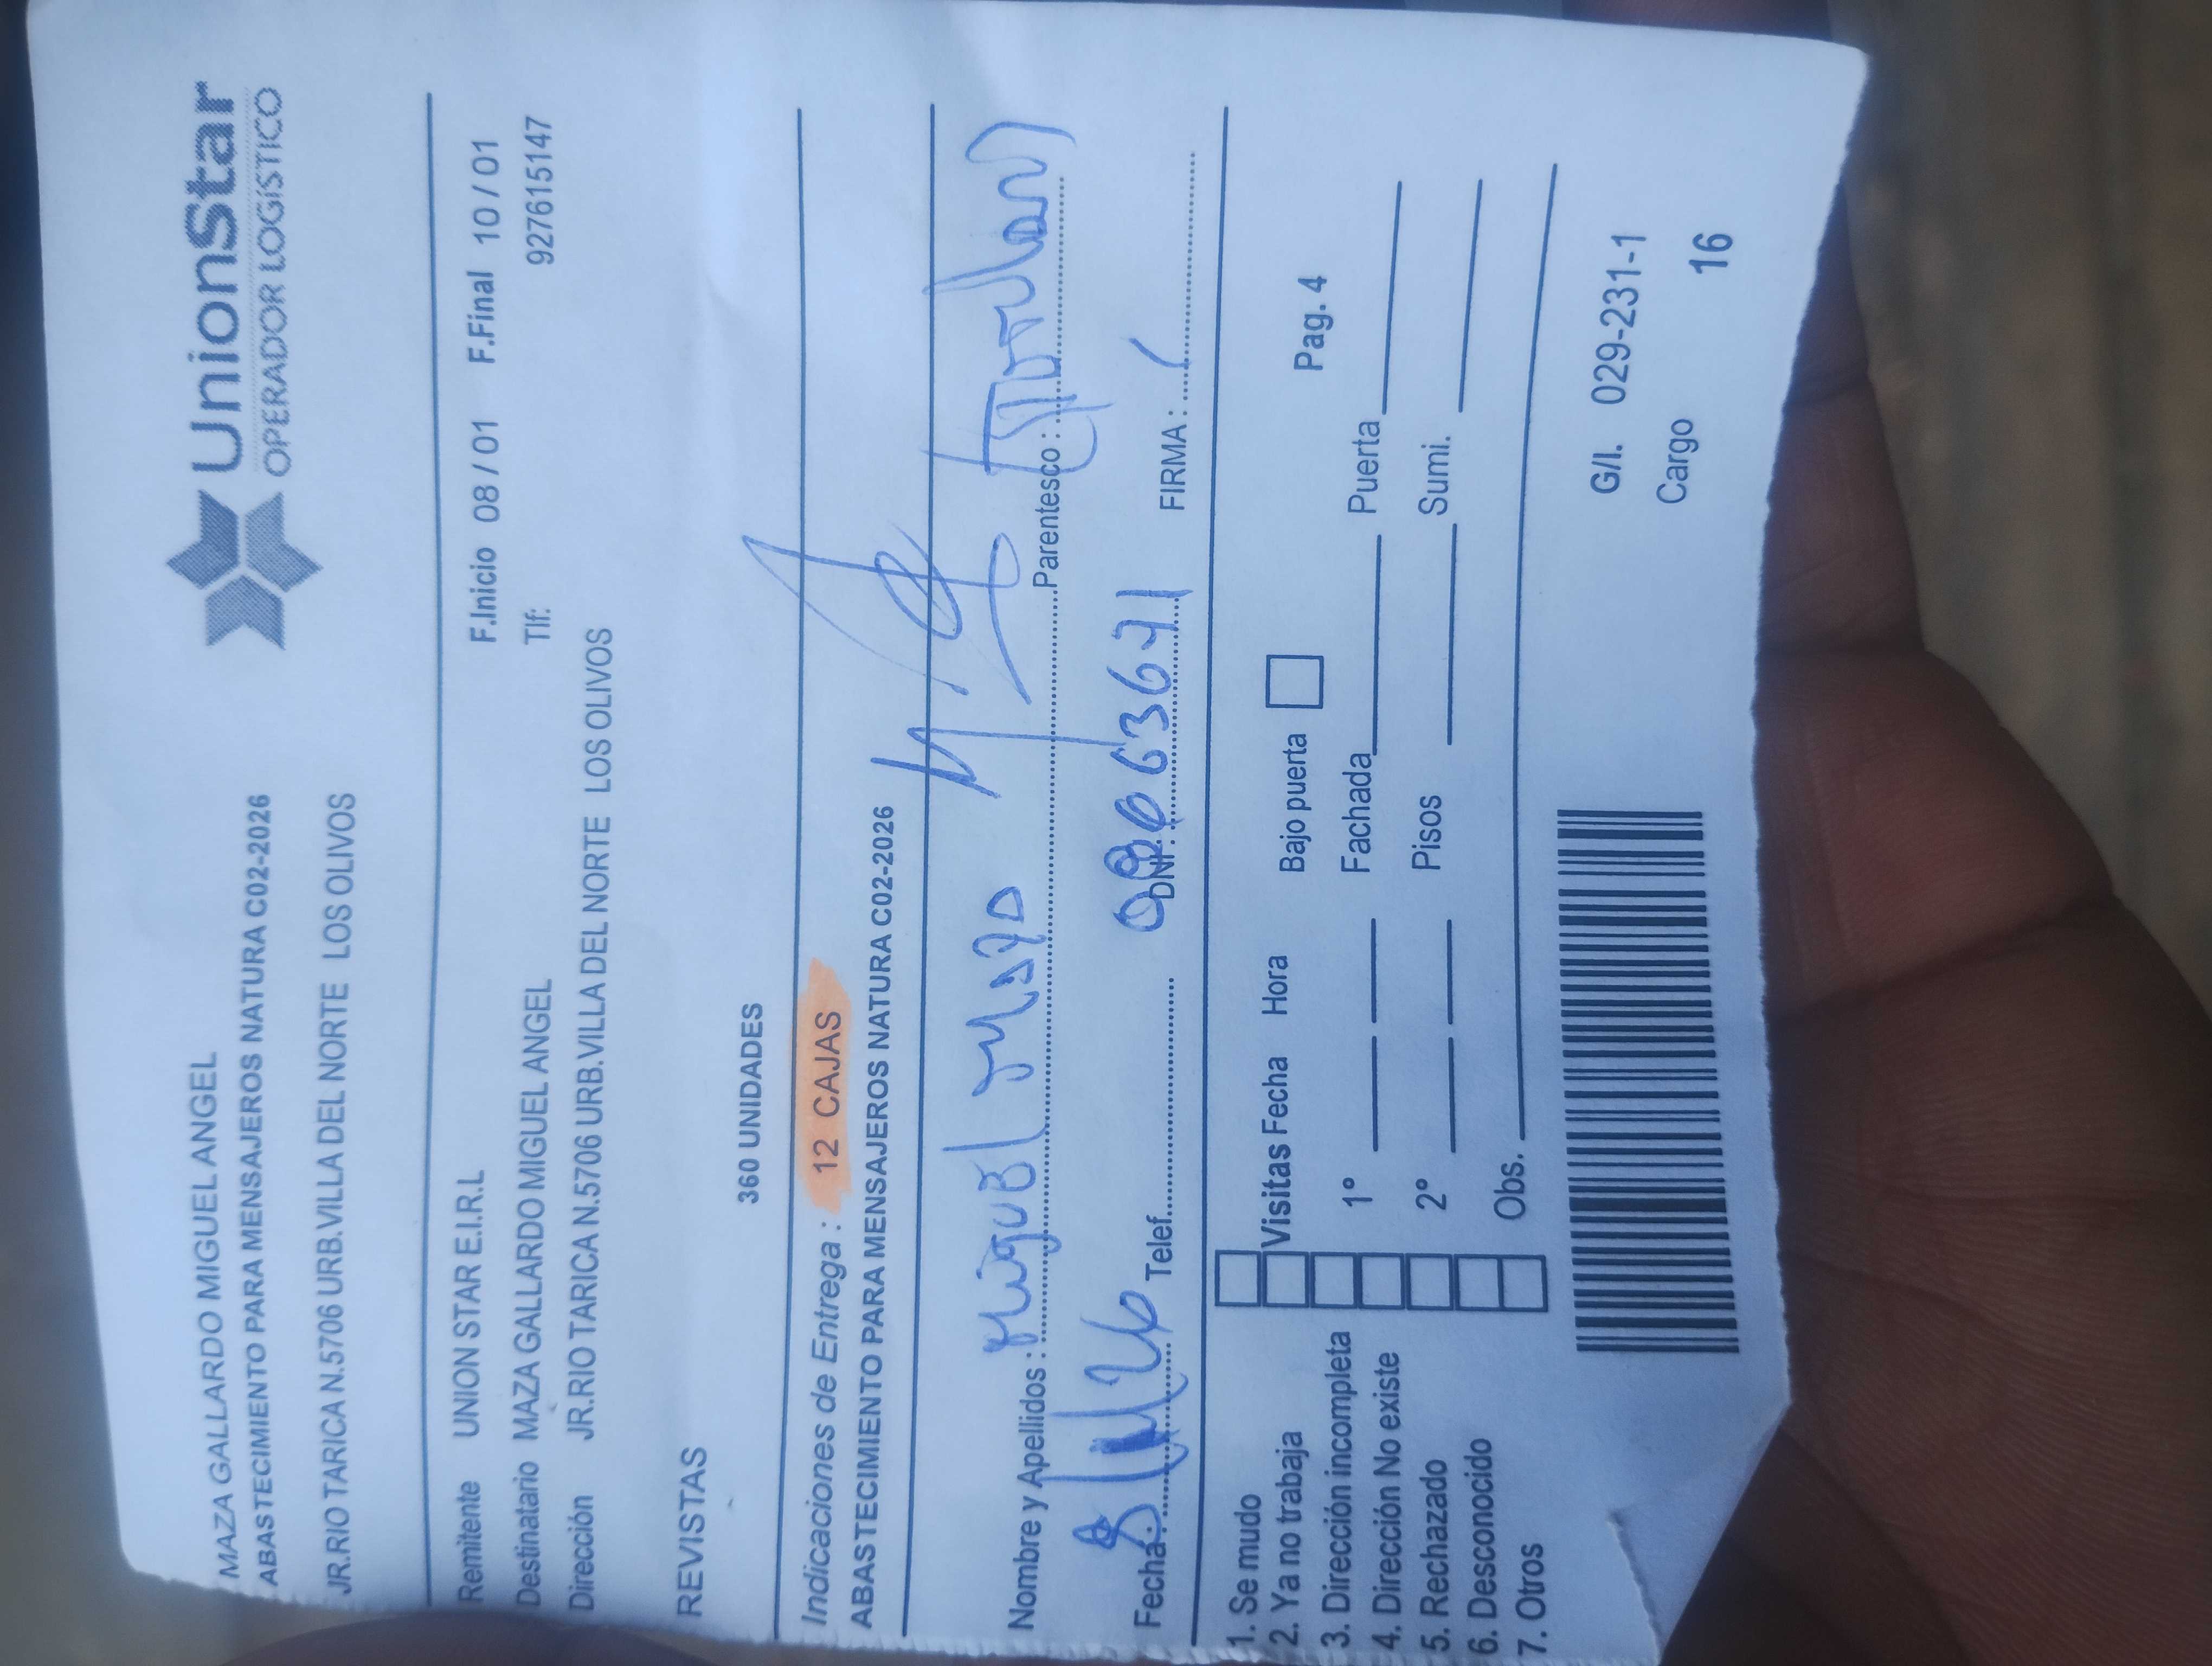 UnionStar
OPERADOR LOGÍSTICO
MAZA GALLARDO MIGUEL ANGEL
ABASTECIMIENTO PARA MENSAJEROS NATURA C02-2026
JR.RIO TARICA N.5706 URB.VILLA DEL NORTE LOS OLIVOS
Remitente UNION STAR E.I.R.L F.Inicio 08 / 01 F.Final 10 / 01
Destinatario MAZA GALLARDO MIGUEL ANGEL Tlf: 927615147
Dirección JR.RIO TARICA N.5706 URB.VILLA DEL NORTE LOS OLIVOS
REVISTAS
360 UNIDADES
Indicaciones de Entrega : 12 CAJAS
ABASTECIMIENTO PARA MENSAJEROS NATURA C02-2026
Nombre y Apellidos : Miguel Maza Parentesco : (Titular)
Fecha: 8/1/26 Telef. DNI: FIRMA :
1. Se mudo
2. Ya no trabaja Visitas Fecha Hora Bajo puerta Pag. 4
3. Dirección incompleta 1° Fachada Puerta
4. Dirección No existe
5. Rechazado 2° Pisos Sumi.
6. Desconocido
7. Otros Obs.
G/I. 029-231-1
Cargo
16